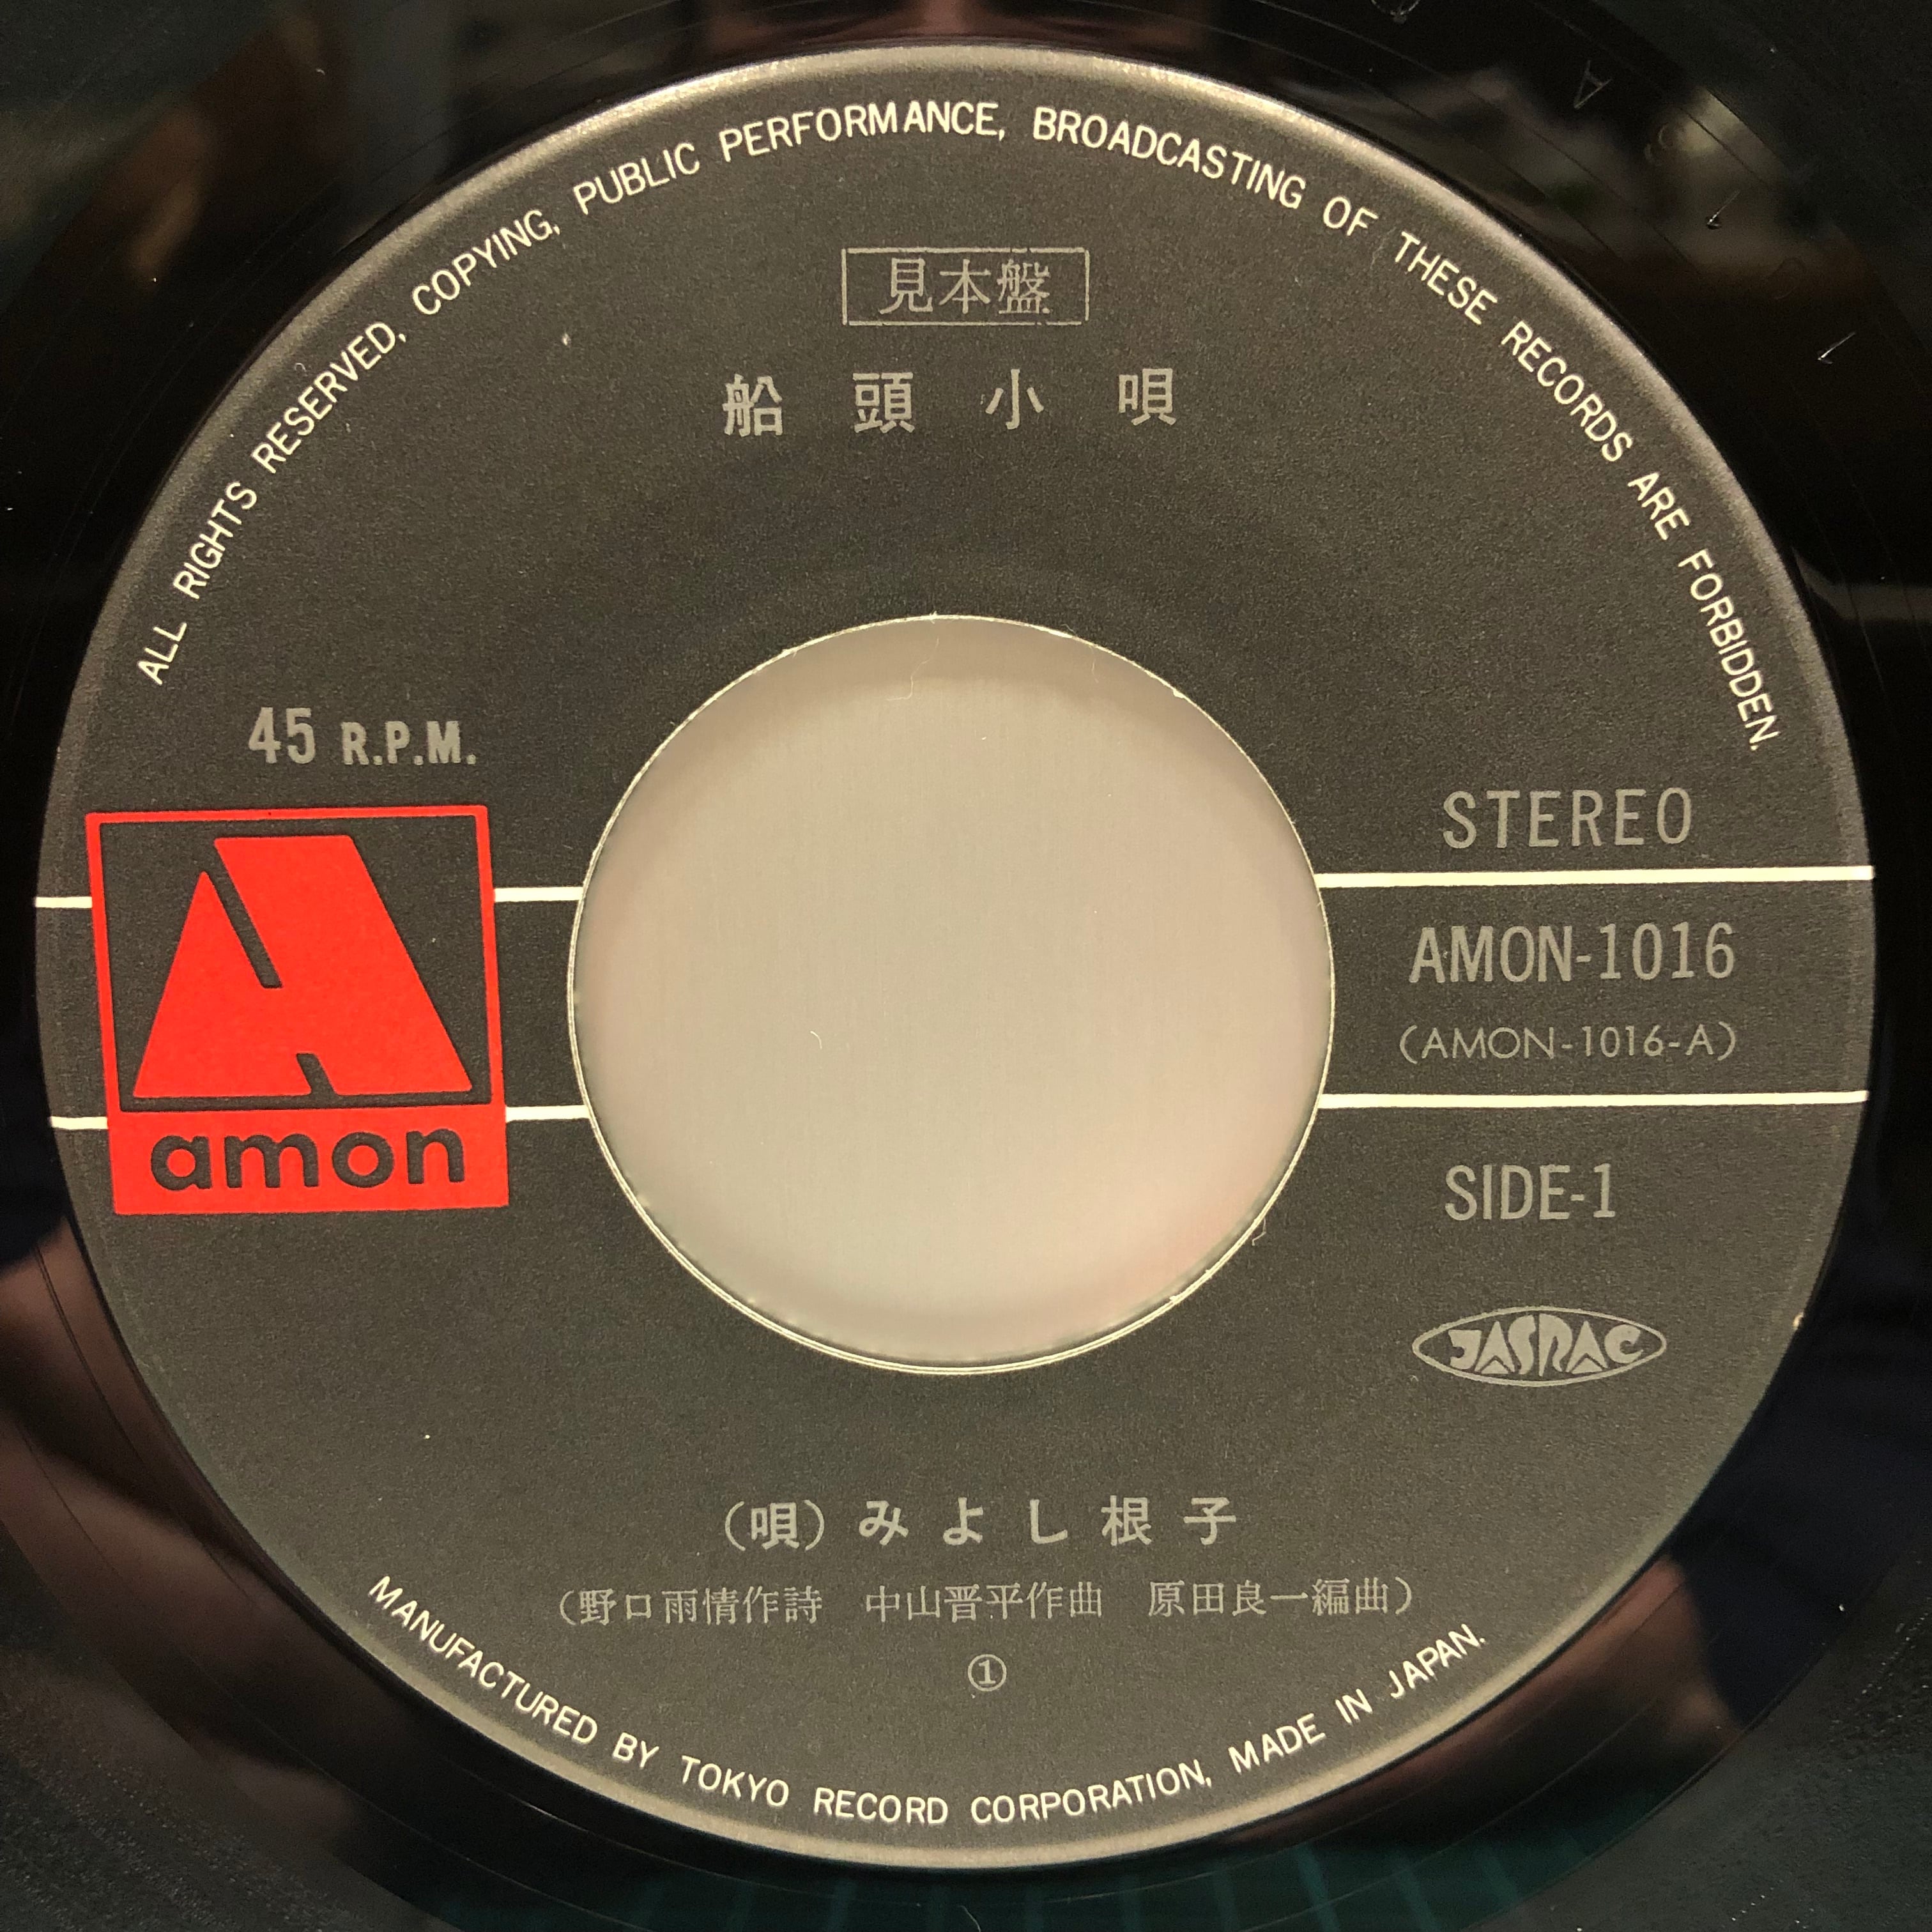 ALL RIGHTS RESERVED, COPYING, PUBLIC PERFORMANCE, BROADCASTING OF THESE RECORDS ARE FORBIDDEN.
見本盤
船頭小唄
45 R.P.M.
STEREO
A
amon
AMON-1016
(AMON-1016-A)
SIDE-1
JASRAC
(唄)みよし根子
(野口雨情作詩 中山晋平作曲 原田良一編曲)
①
MANUFACTURED BY TOKYO RECORD CORPORATION, MADE IN JAPAN.